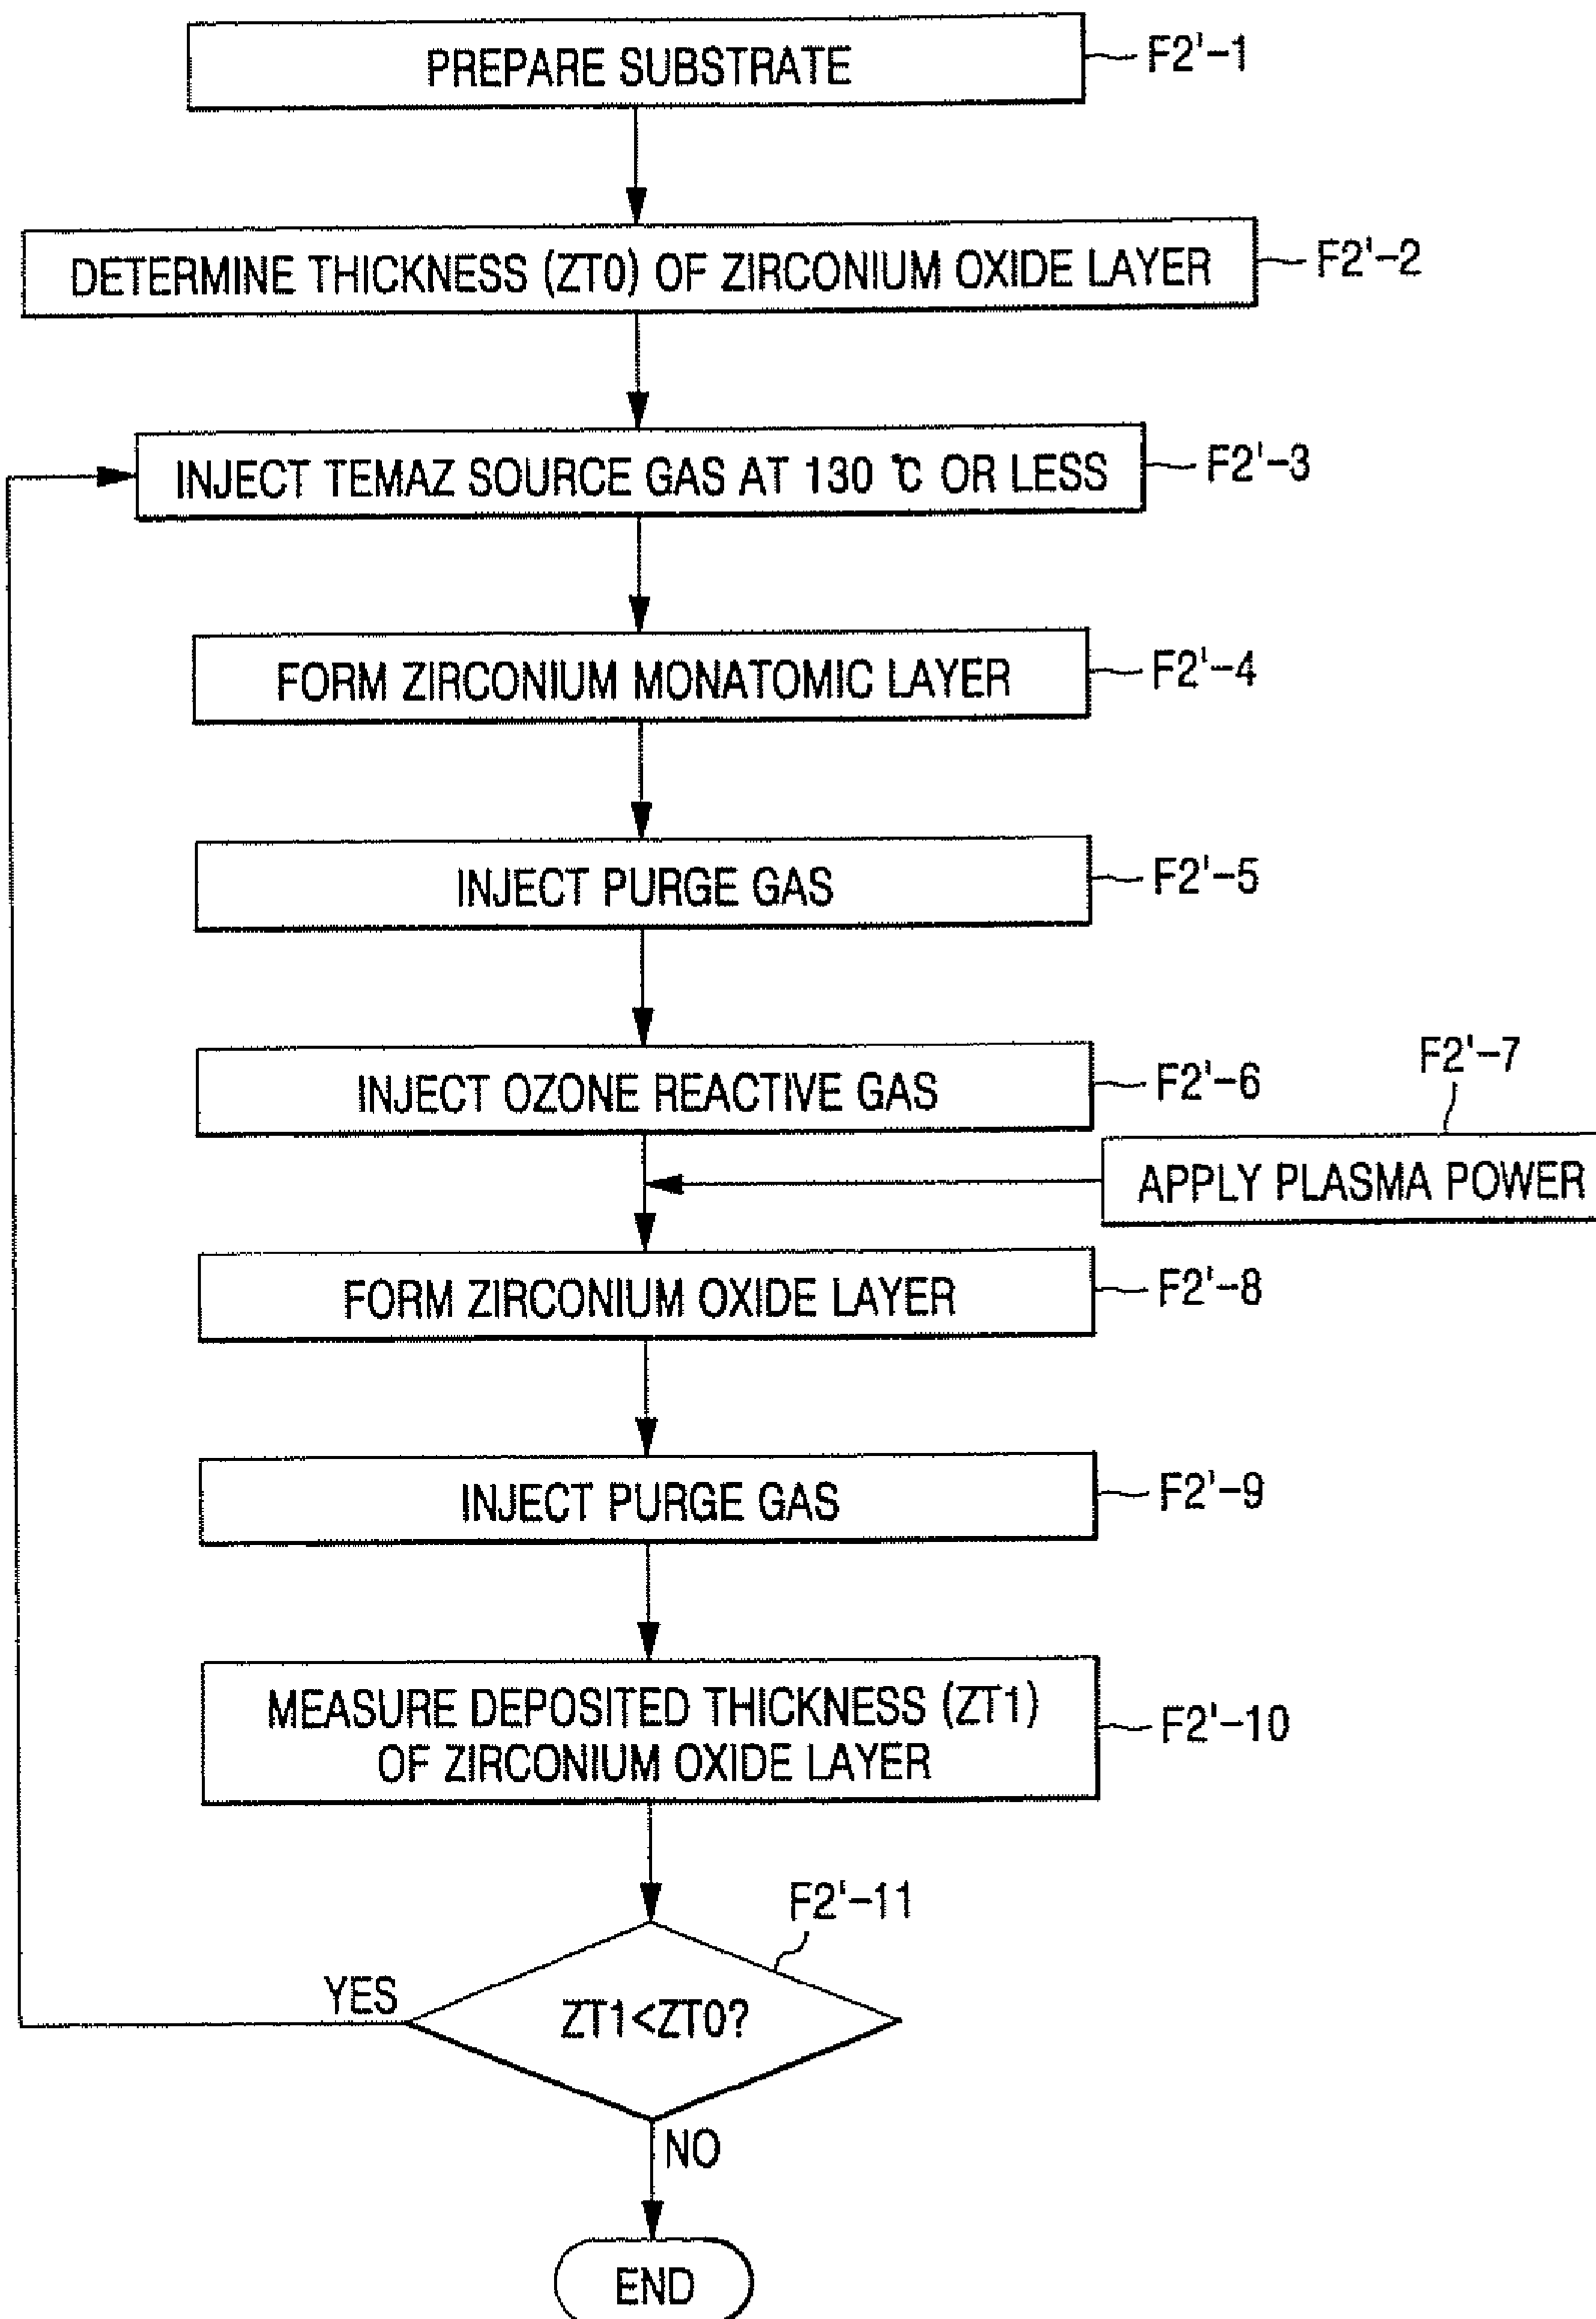 PREPARE SUBSTRATE
F2'-1
DETERMINE THICKNESS (ZT0) OF ZIRCONIUM OXIDE LAYER
F2'-2
INJECT TEMAZ SOURCE GAS AT 130 ℃ OR LESS
F2'-3
FORM ZIRCONIUM MONATOMIC LAYER
F2'-4
INJECT PURGE GAS
F2'-5
INJECT OZONE REACTIVE GAS
F2'-6
F2'-7
APPLY PLASMA POWER
FORM ZIRCONIUM OXIDE LAYER
F2'-8
INJECT PURGE GAS
F2'-9
MEASURE DEPOSITED THICKNESS (ZT1)
OF ZIRCONIUM OXIDE LAYER
F2'-10
F2'-11
YES
ZT1<ZT0?
NO
END